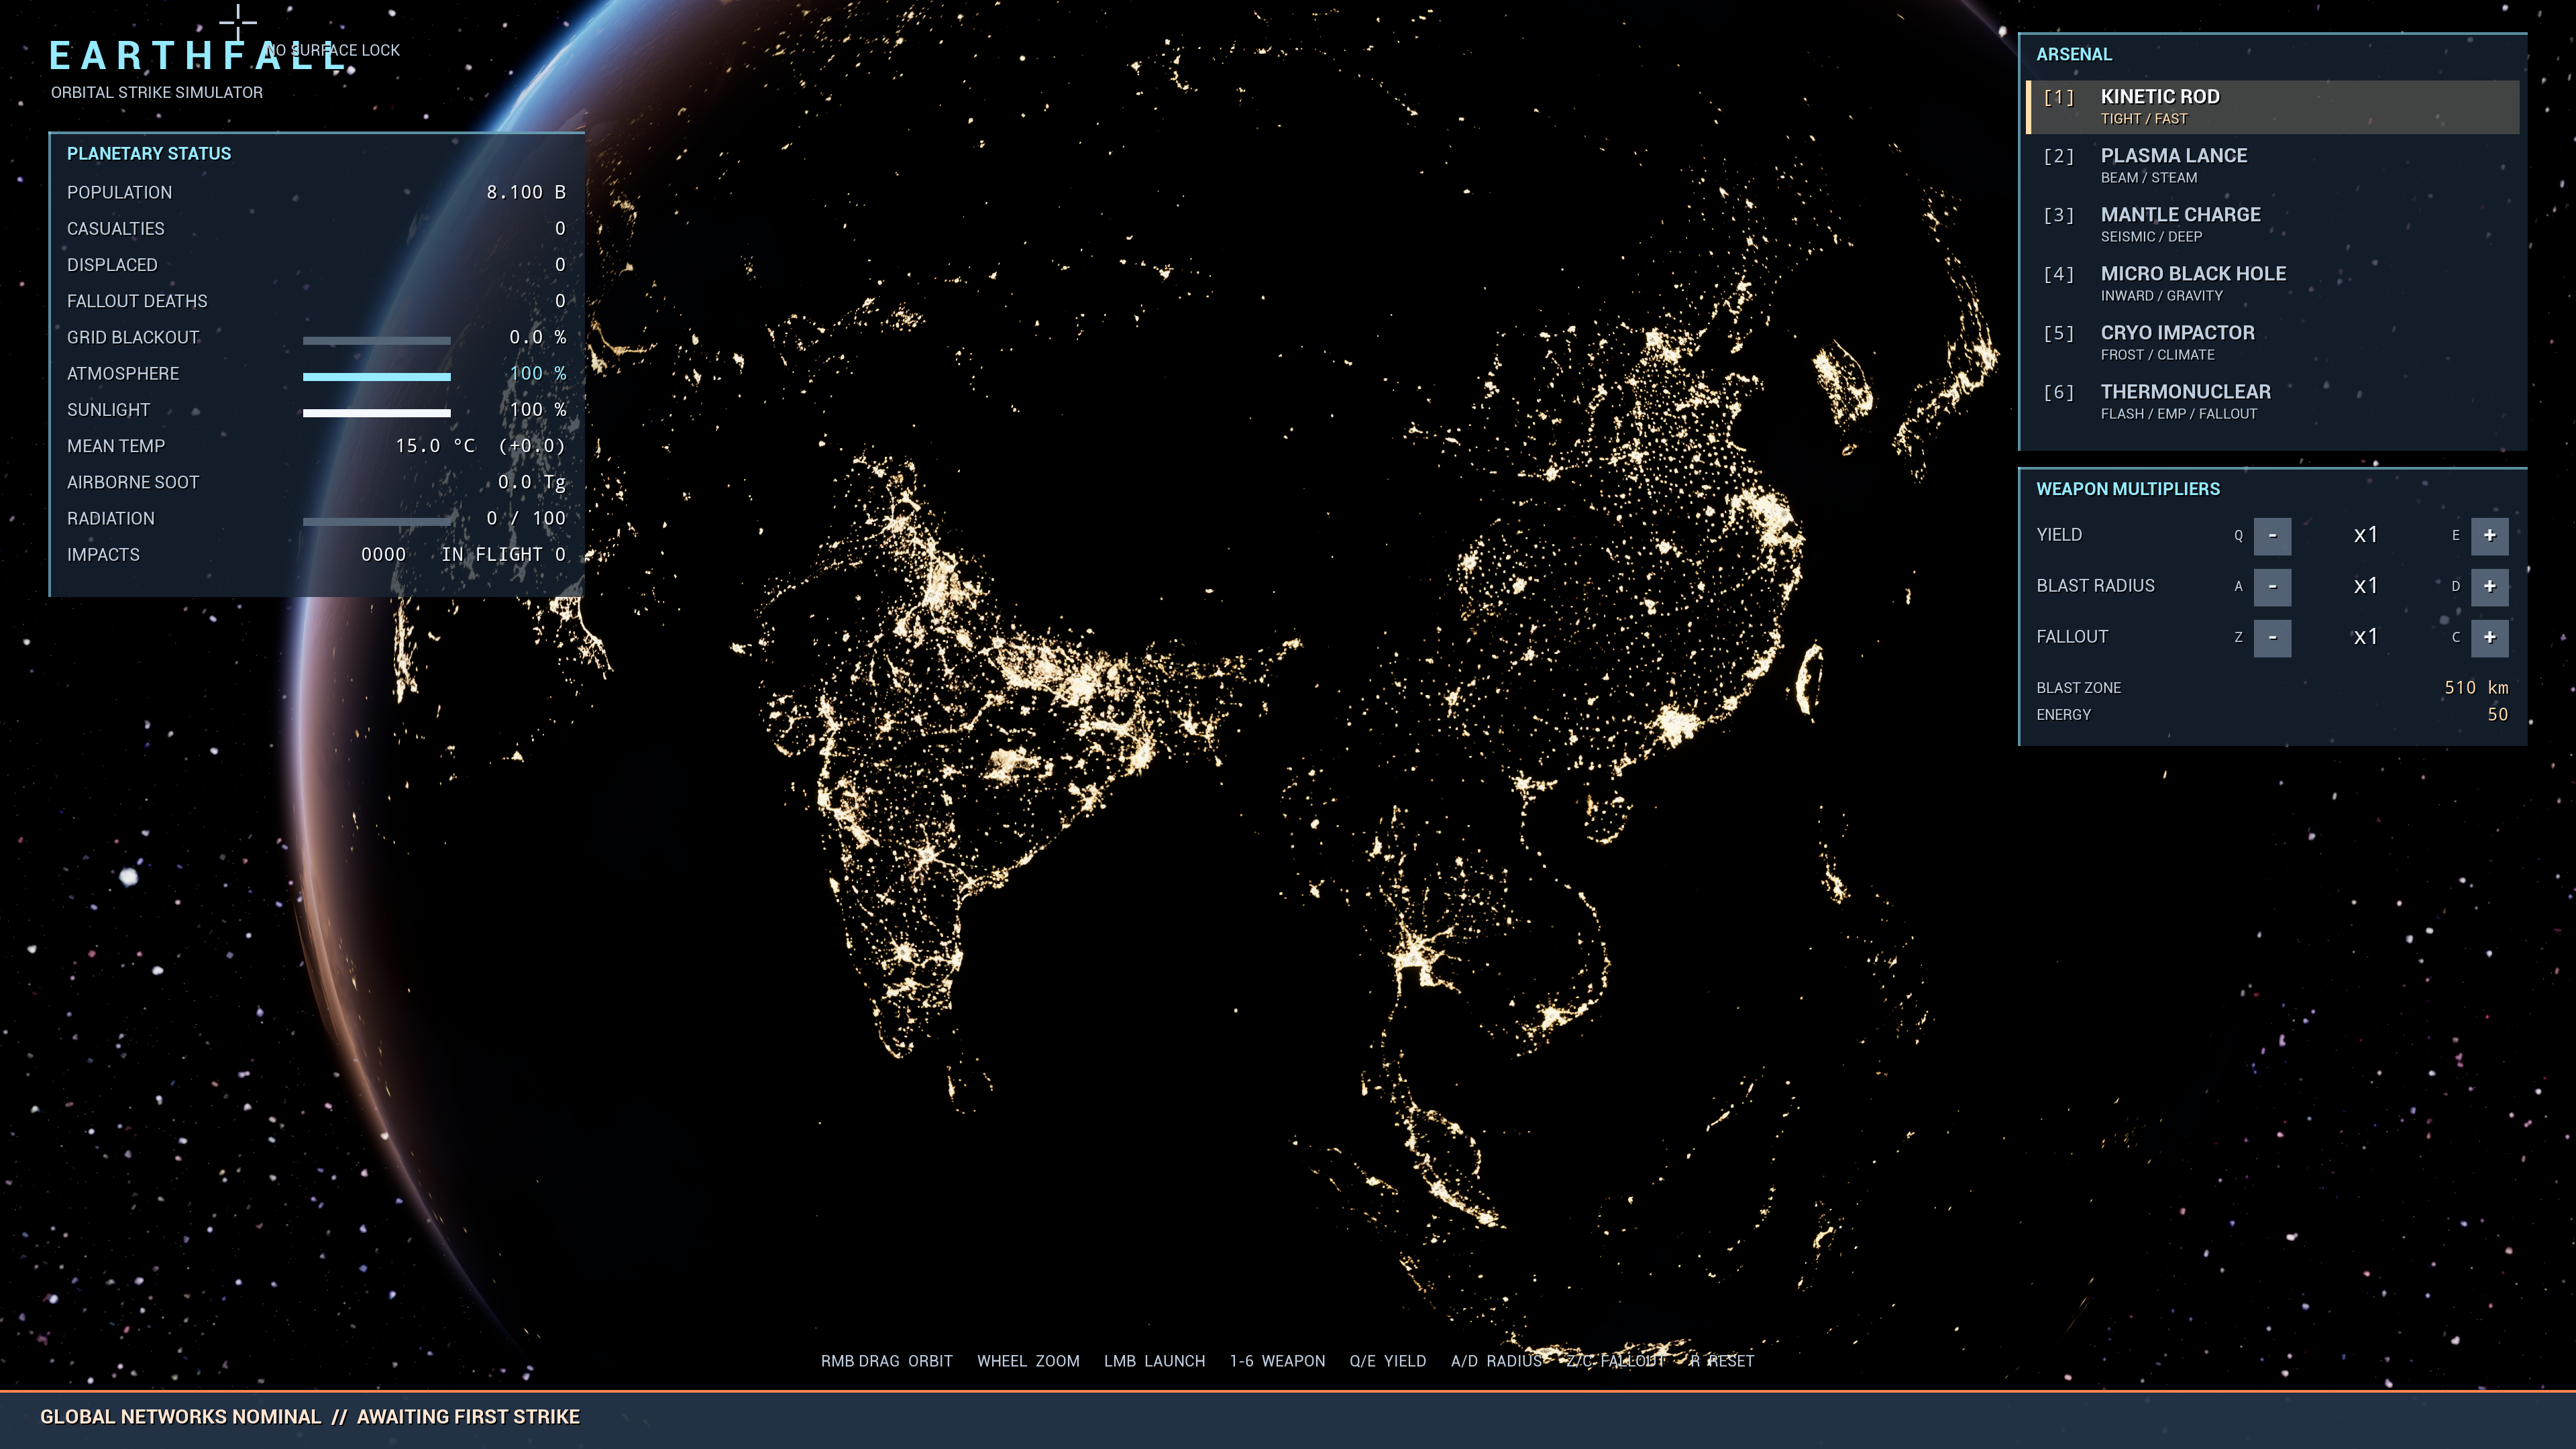 EARTHFALL
NO SURFACE LOCK
ORBITAL STRIKE SIMULATOR
PLANETARY STATUS
POPULATION 8.100 B
CASUALTIES 0
DISPLACED 0
FALLOUT DEATHS 0
GRID BLACKOUT 0.0 %
ATMOSPHERE 100 %
SUNLIGHT 100 %
MEAN TEMP 15.0 °C (+0.0)
AIRBORNE SOOT 0.0 Tg
RADIATION 0 / 100
IMPACTS 0000 IN FLIGHT 0
ARSENAL
[1] KINETIC ROD
TIGHT / FAST
[2] PLASMA LANCE
BEAM / STEAM
[3] MANTLE CHARGE
SEISMIC / DEEP
[4] MICRO BLACK HOLE
INWARD / GRAVITY
[5] CRYO IMPACTOR
FROST / CLIMATE
[6] THERMONUCLEAR
FLASH / EMP / FALLOUT
WEAPON MULTIPLIERS
YIELD Q - x1 E +
BLAST RADIUS A - x1 D +
FALLOUT Z - x1 C +
BLAST ZONE 510 km
ENERGY 50
RMB DRAG ORBIT WHEEL ZOOM LMB LAUNCH 1-6 WEAPON Q/E YIELD A/D RADIUS Z/C FALLOUT R RESET
GLOBAL NETWORKS NOMINAL // AWAITING FIRST STRIKE